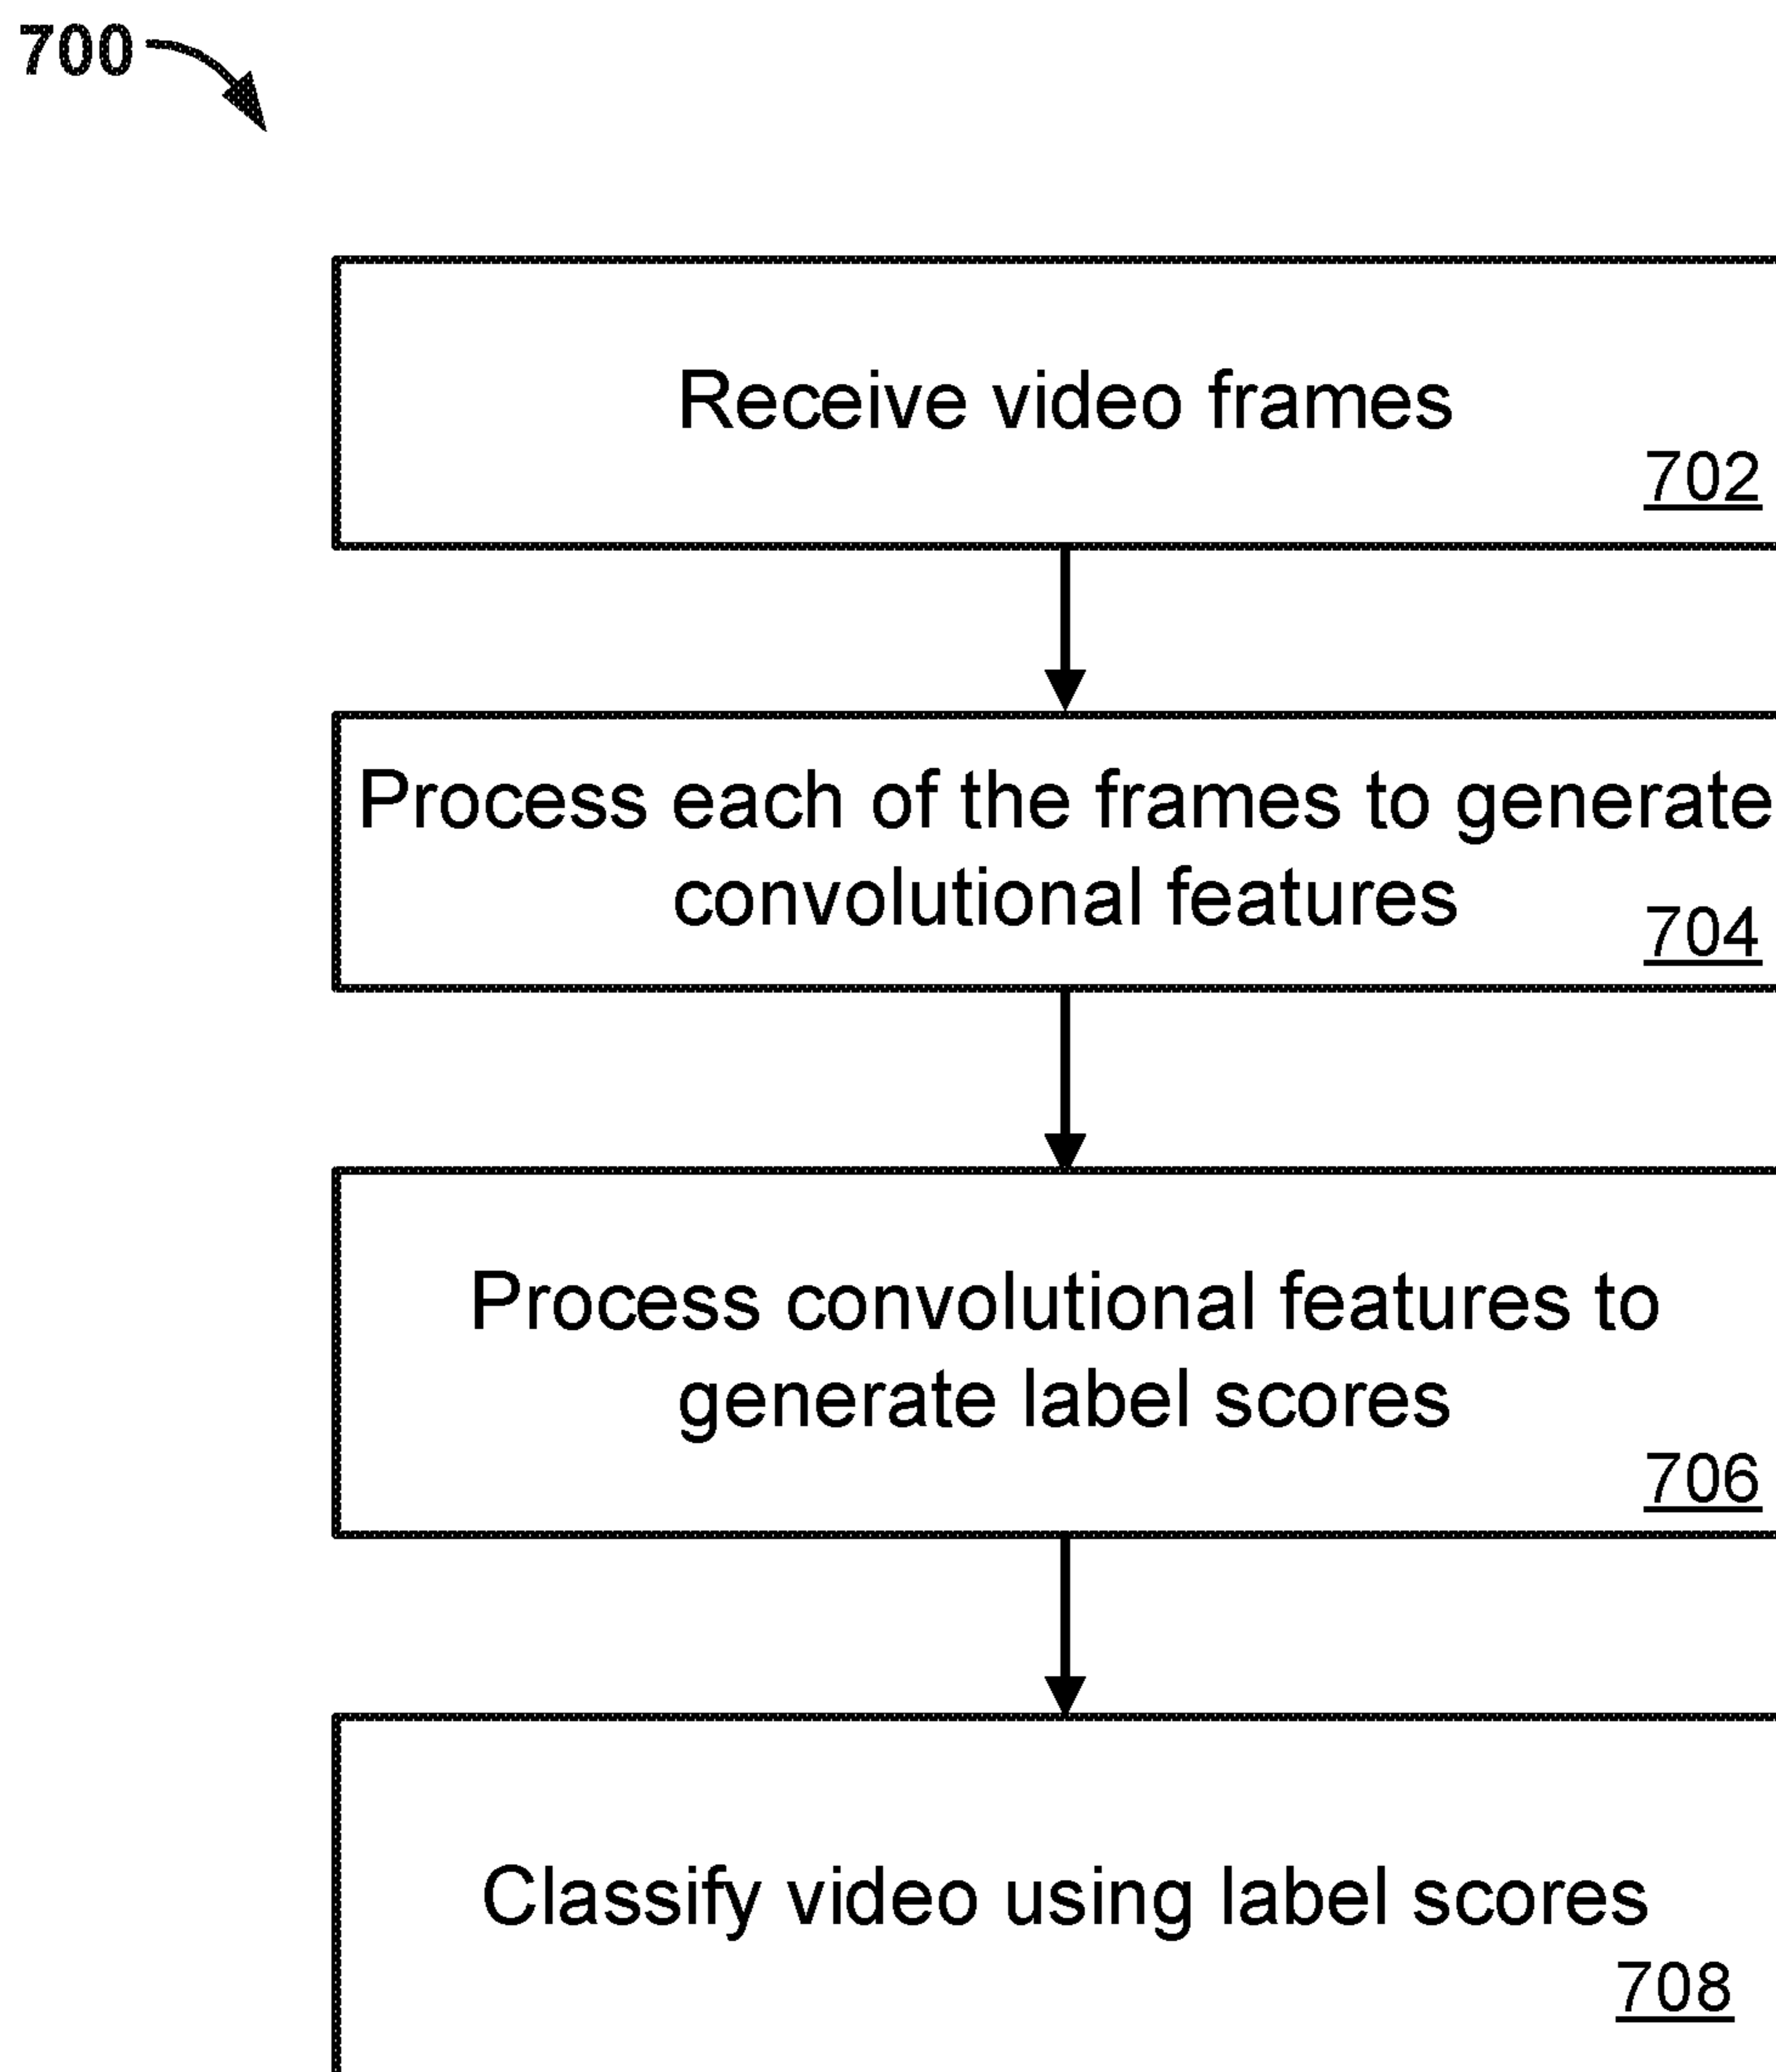 700
Receive video frames
702
Process each of the frames to generate
convolutional features
704
Process convolutional features to
generate label scores
706
Classify video using label scores
708